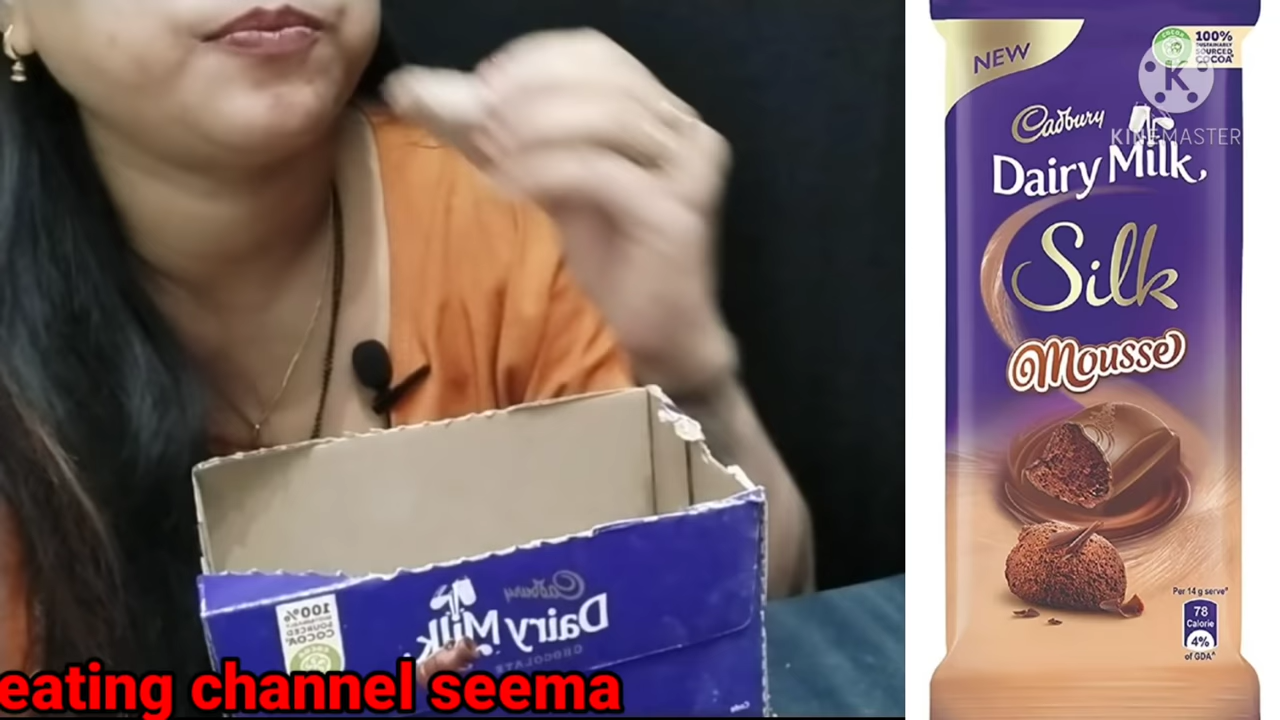 Cadbury
Dairy Milk
CHOCOLATE
100%
SUSTAINABLY
SOURCED
COCOA
eating channel seema
NEW
COCOA
100%
SUSTAINABLY
SOURCED
COCOA^
KINEMASTER
Cadbury
Dairy Milk
Silk
Mousse
Per 14 g serve*
78
Calorie
4%
of GDA^